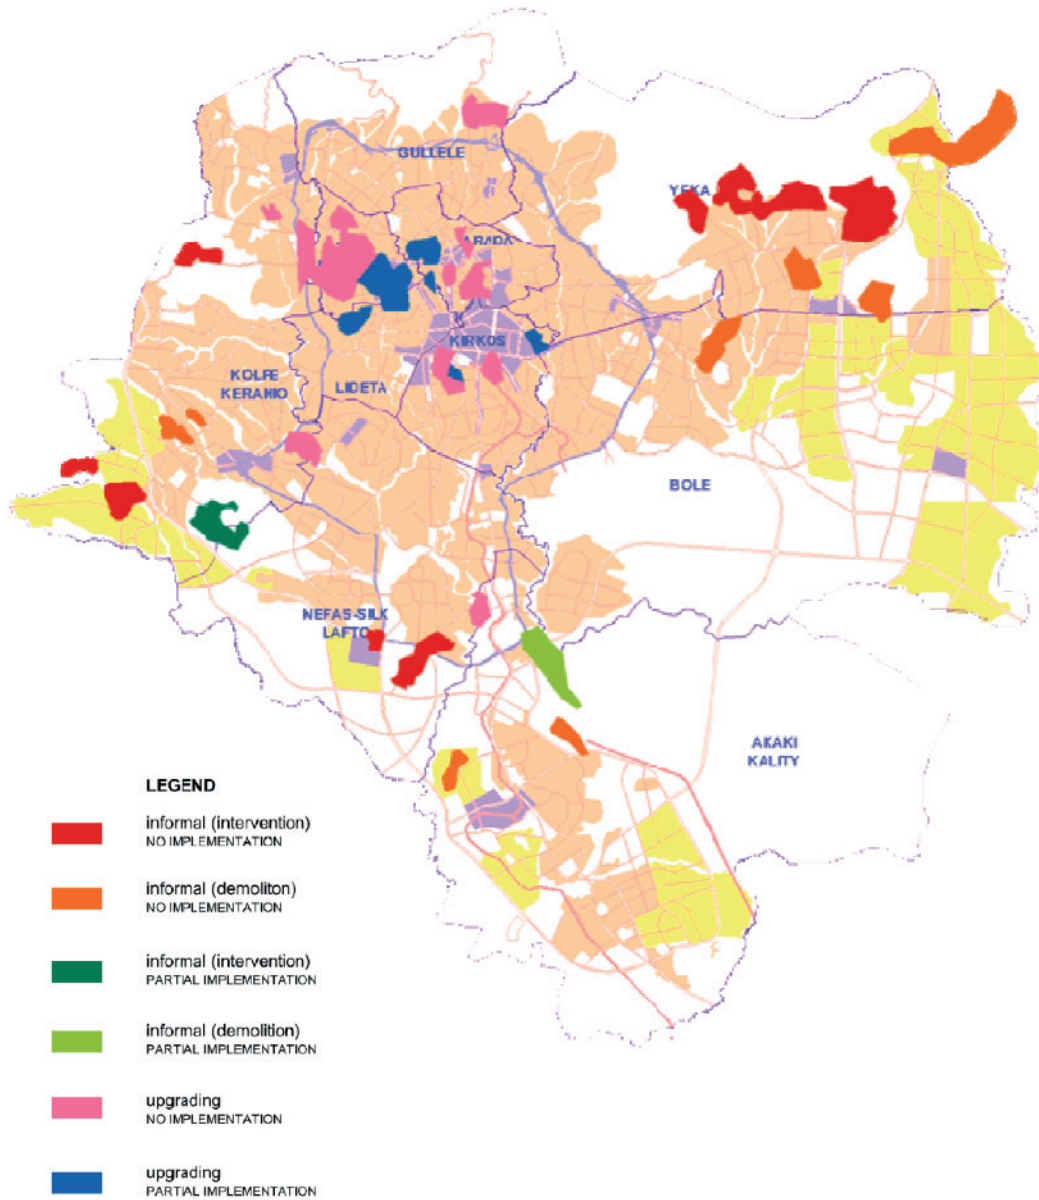 GULLELE
YEKA
ARADA
KIRKOS
KOLFE
KERANIO
LIDETA
BOLE
NEFAS-SILK
LAFTO
AKAKI
KALITY
LEGEND
informal (intervention)
NO IMPLEMENTATION
informal (demoliton)
NO IMPLEMENTATION
informal (intervention)
PARTIAL IMPLEMENTATION
informal (demolition)
PARTIAL IMPLEMENTATION
upgrading
NO IMPLEMENTATION
upgrading
PARTIAL IMPLEMENTATION